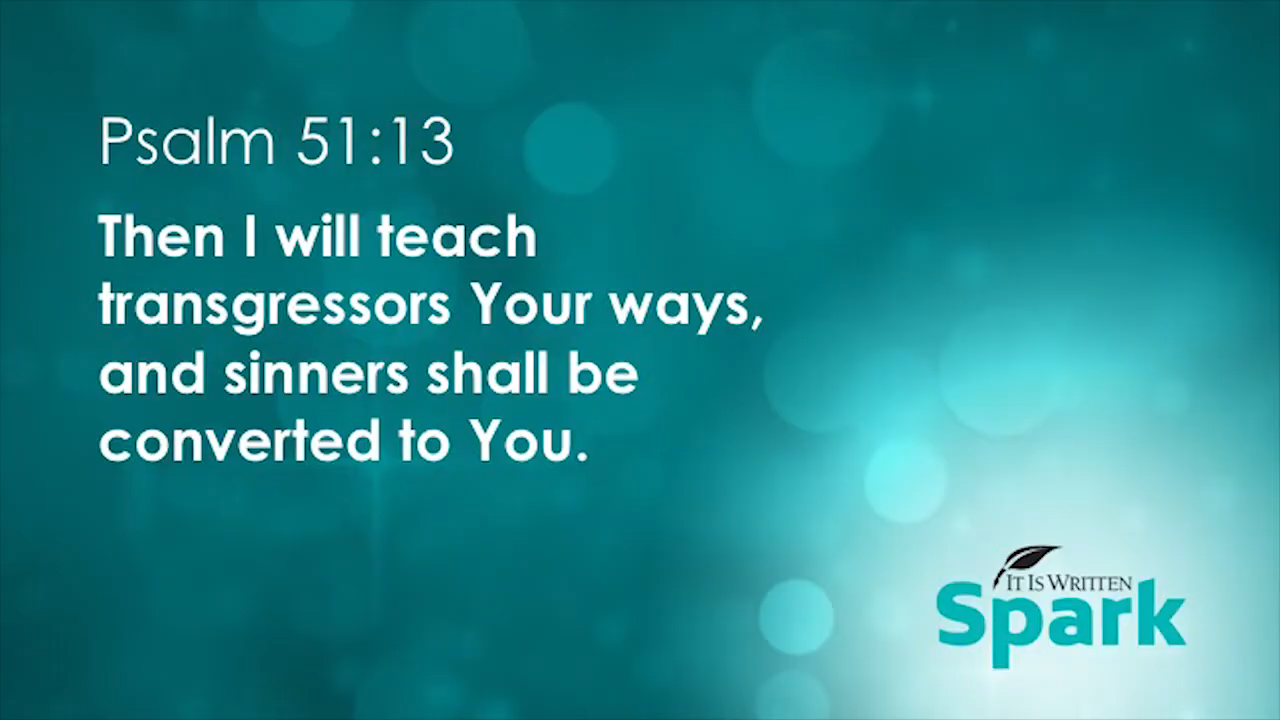 Psalm 51:13
Then I will teach
transgressors Your ways,
and sinners shall be
converted to You.
IT IS WRITTEN
Spark